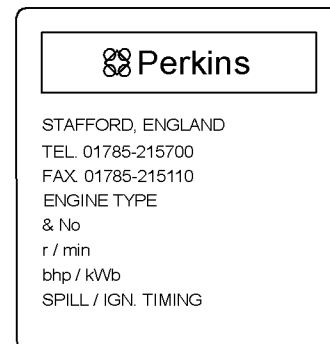 Perkins
STAFFORD, ENGLAND
TEL. 01785-215700
FAX. 01785-215110
ENGINE TYPE
& No
r / min
bhp / kWb
SPILL / IGN. TIMING